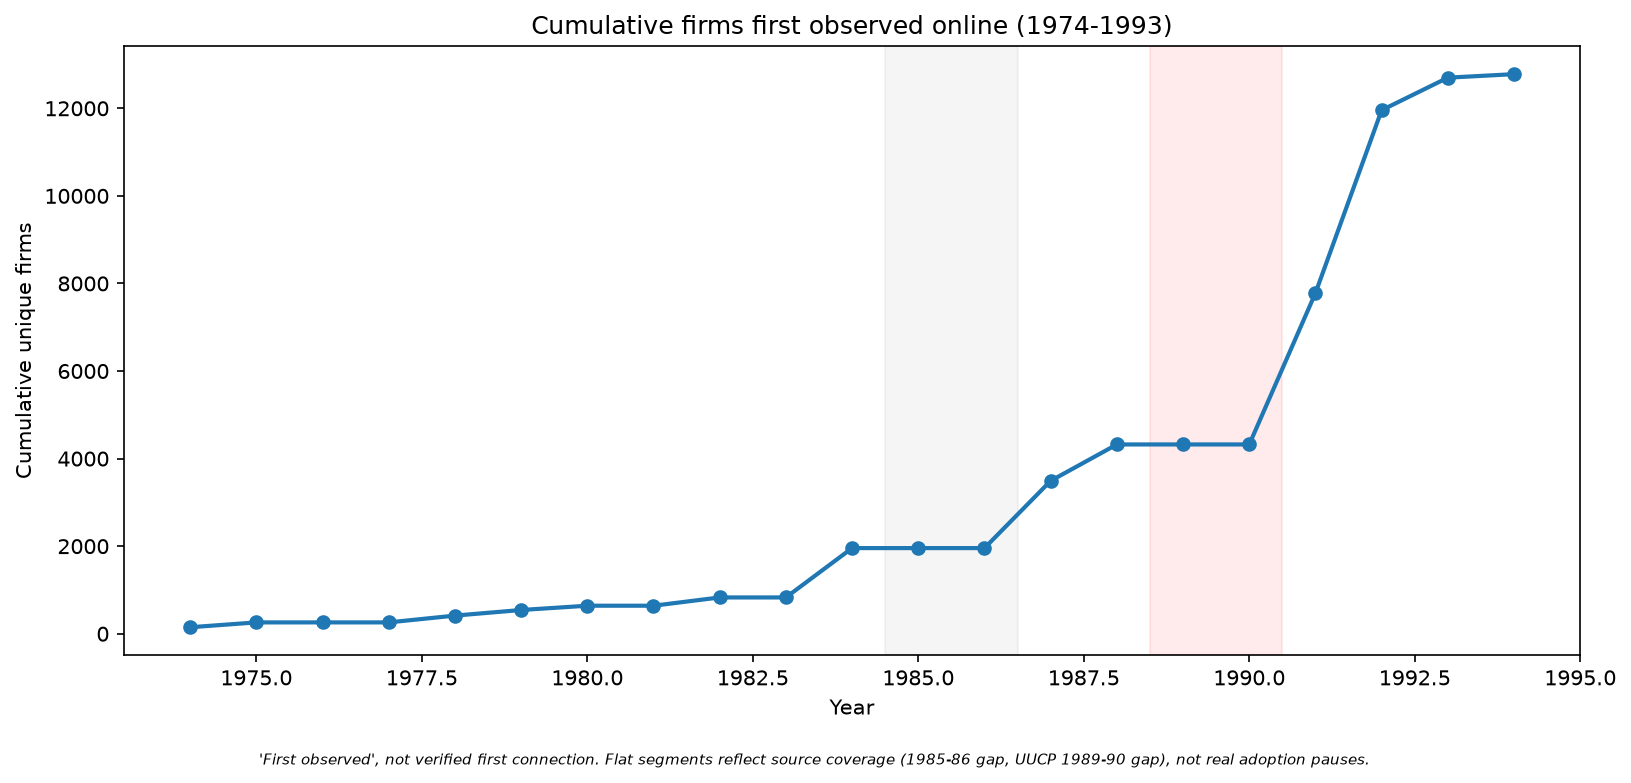 Cumulative firms first observed online (1974-1993)
Cumulative unique firms
12000
10000
8000
6000
4000
2000
0
1975.0 1977.5 1980.0 1982.5 1985.0 1987.5 1990.0 1992.5 1995.0
Year
'First observed', not verified first connection. Flat segments reflect source coverage (1985-86 gap, UUCP 1989-90 gap), not real adoption pauses.